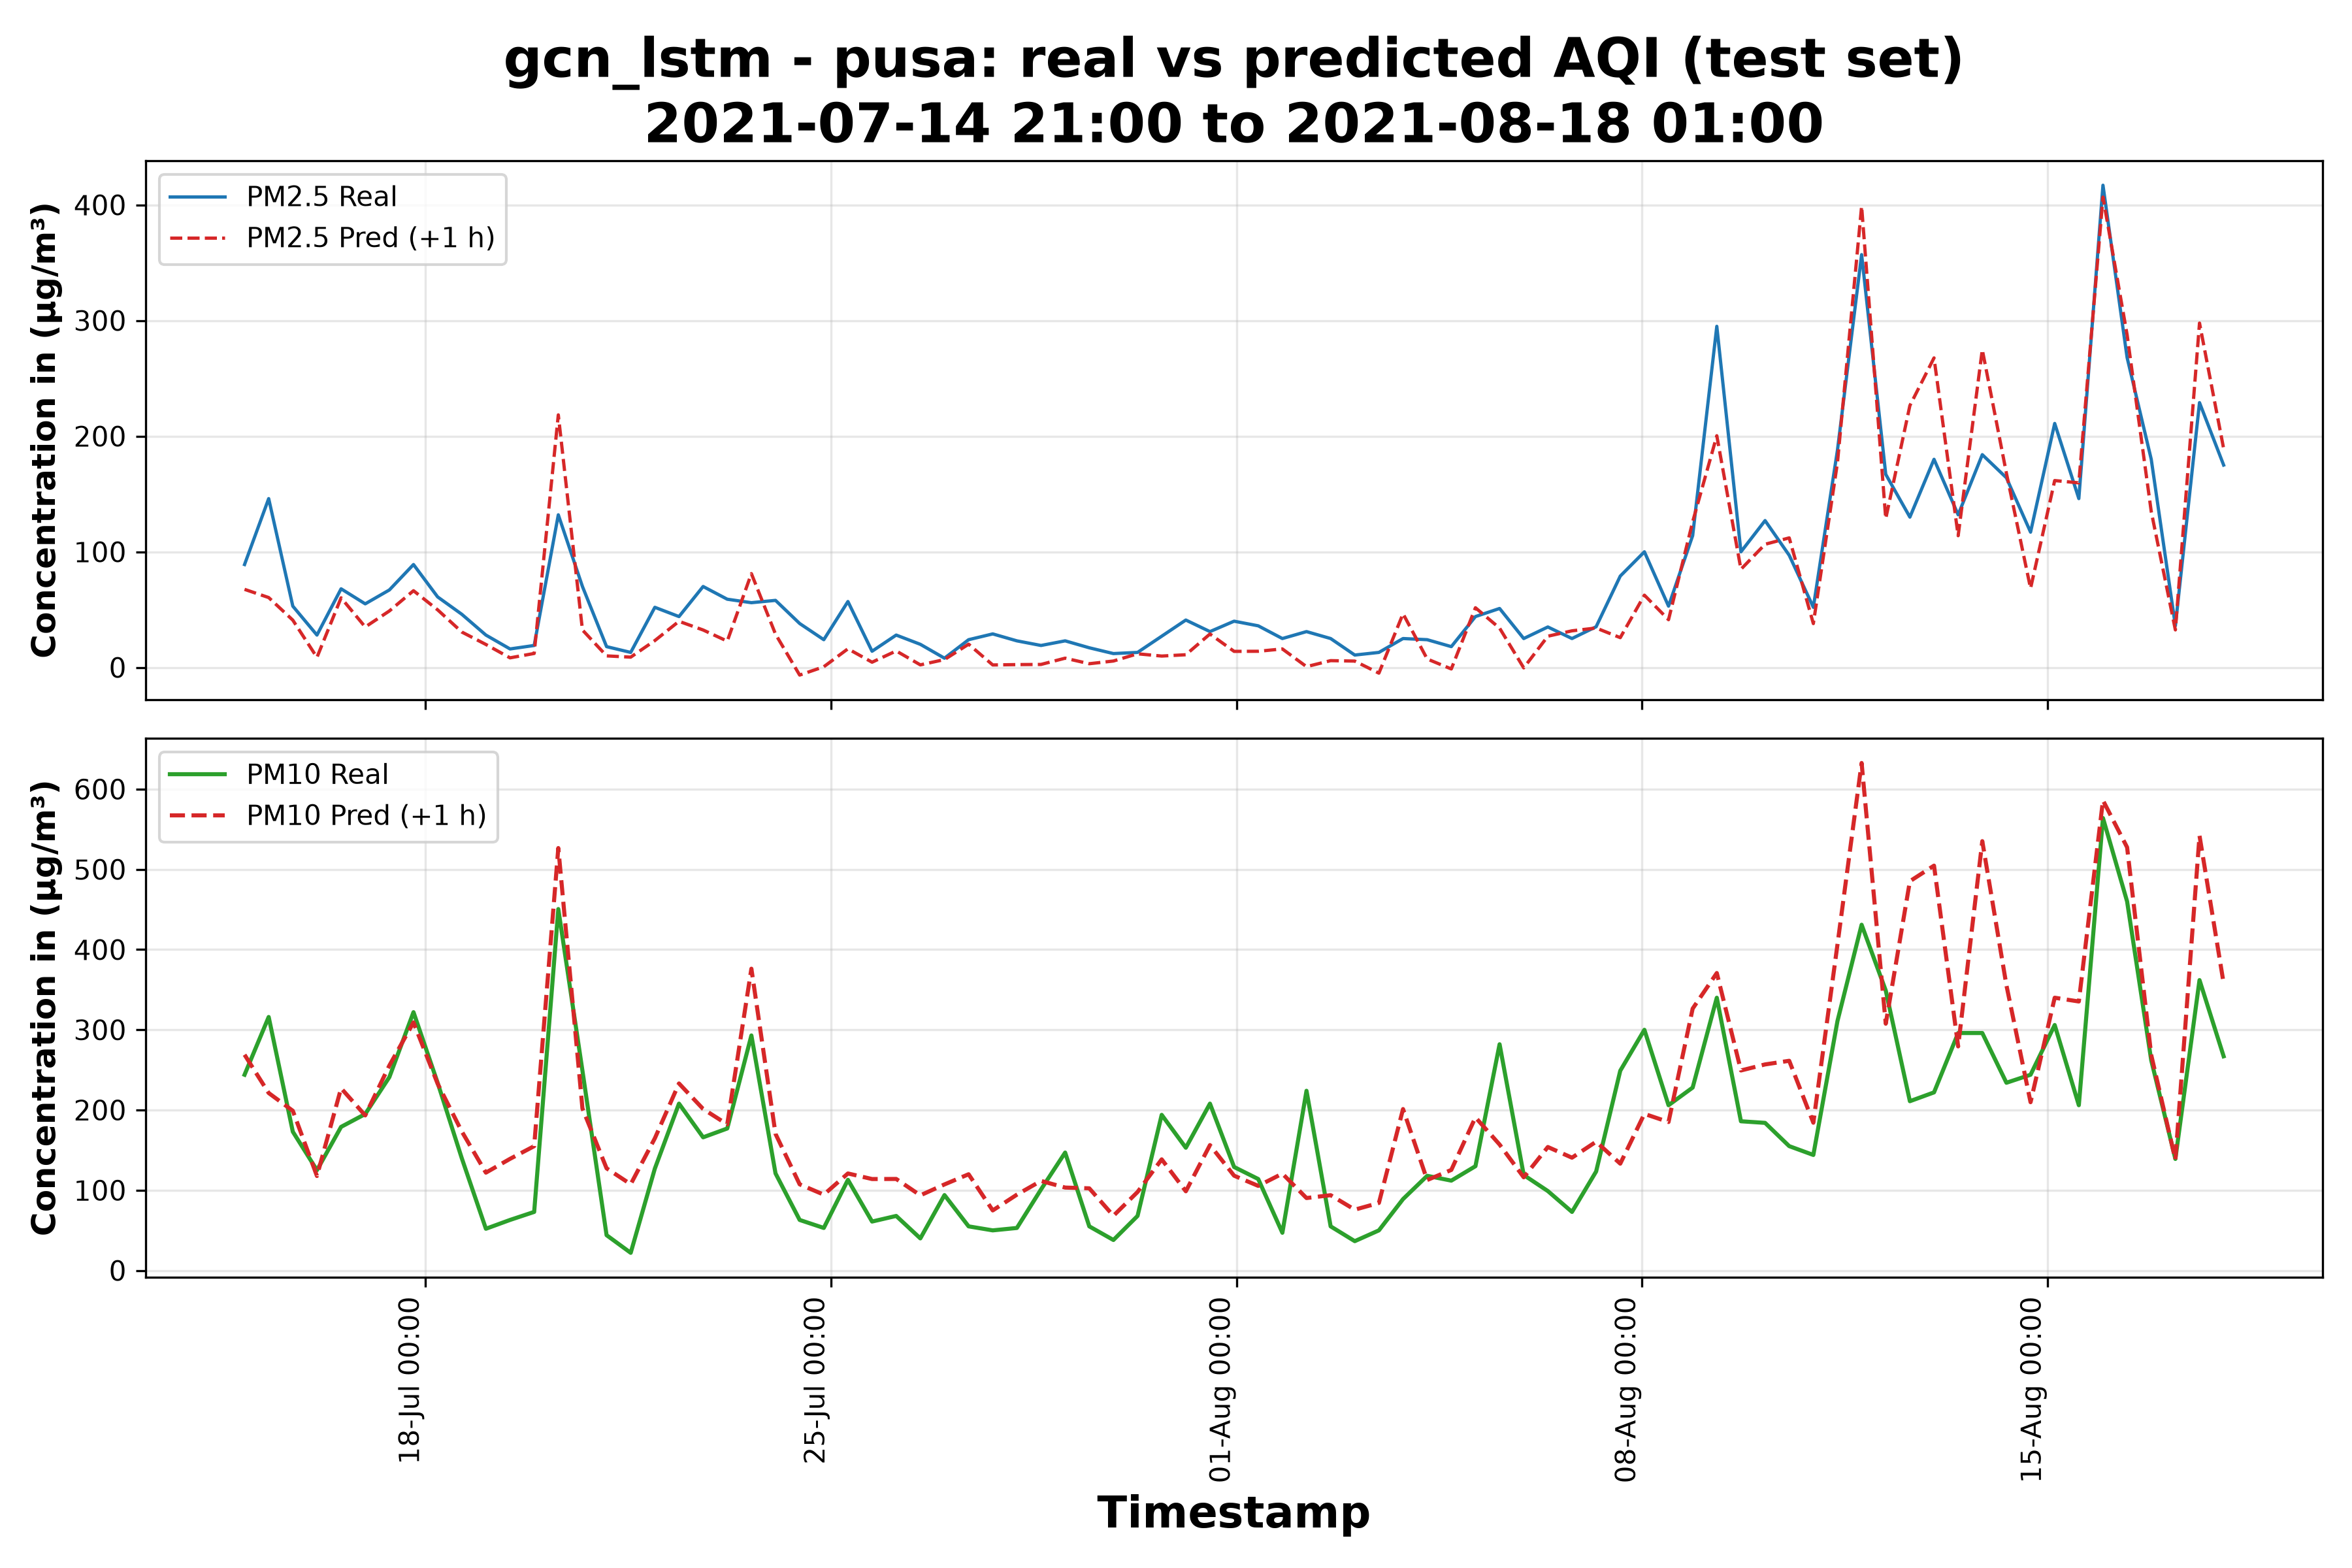 gcn_lstm - pusa: real vs predicted AQI (test set)
2021-07-14 21:00 to 2021-08-18 01:00
Concentration in (µg/m³)
400
300
200
100
0
PM2.5 Real
PM2.5 Pred (+1 h)
Concentration in (µg/m³)
600
500
400
300
200
100
0
PM10 Real
PM10 Pred (+1 h)
18-Jul 00:00
25-Jul 00:00
01-Aug 00:00
08-Aug 00:00
15-Aug 00:00
Timestamp